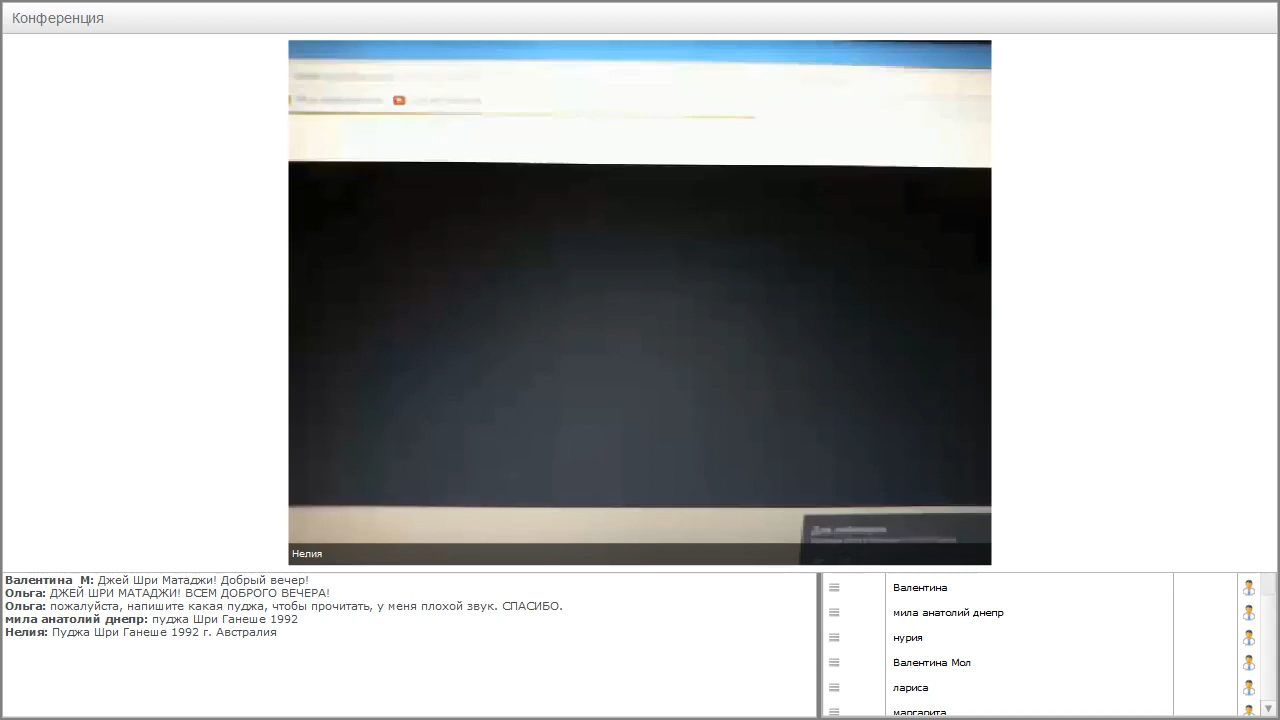 Конференция
Нелия
Валентина М: Джей Шри Матаджи! Добрый вечер!
Ольга: ДЖЕЙ ШРИ МАТАДЖИ! ВСЕМ ДОБРОГО ВЕЧЕРА!
Ольга: пожалуйста, напишите какая пуджа, чтобы прочитать, у меня плохой звук. СПАСИБО.
мила анатолий днепр: пуджа Шри Ганеше 1992
Нелия: Пуджа Шри Ганеше 1992 г. Австралия
Валентина
мила анатолий днепр
нурия
Валентина Мол
лариса
маргарита